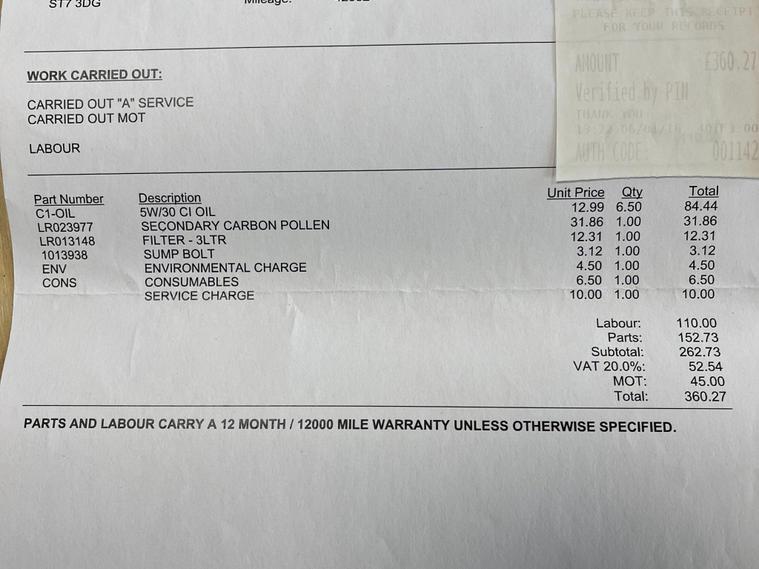 ST7 3DG Mileage:
PLEASE KEEP THIS RECEIPT
FOR YOUR RECORDS
AMOUNT £360.27
Verified by PIN
THANK YOU
AUTH CODE: 001142
WORK CARRIED OUT:
CARRIED OUT "A" SERVICE
CARRIED OUT MOT
LABOUR
Part Number Description Unit Price Qty Total
C1-OIL 5W/30 CI OIL 12.99 6.50 84.44
LR023977 SECONDARY CARBON POLLEN 31.86 1.00 31.86
LR013148 FILTER - 3LTR 12.31 1.00 12.31
1013938 SUMP BOLT 3.12 1.00 3.12
ENV ENVIRONMENTAL CHARGE 4.50 1.00 4.50
CONS CONSUMABLES 6.50 1.00 6.50
SERVICE CHARGE 10.00 1.00 10.00
Labour: 110.00
Parts: 152.73
Subtotal: 262.73
VAT 20.0%: 52.54
MOT: 45.00
Total: 360.27
PARTS AND LABOUR CARRY A 12 MONTH / 12000 MILE WARRANTY UNLESS OTHERWISE SPECIFIED.